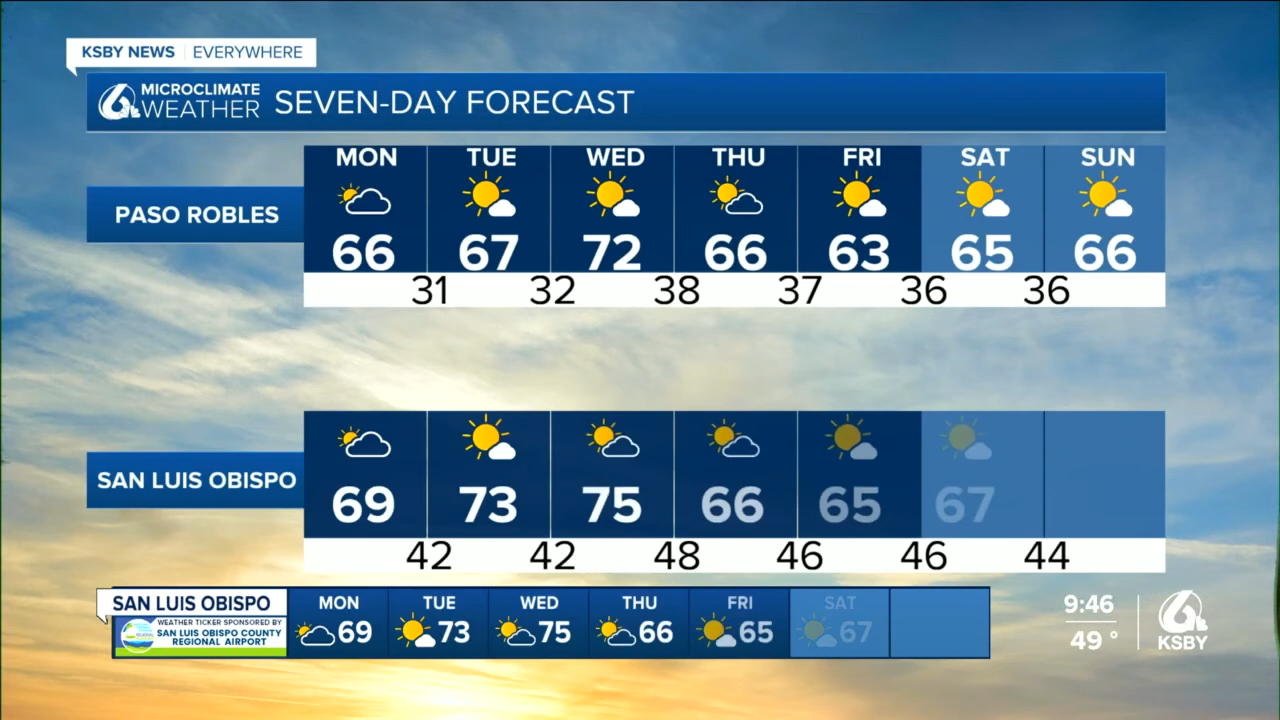 KSBY NEWS EVERYWHERE
6 MICROCLIMATE WEATHER SEVEN-DAY FORECAST
MON TUE WED THU FRI SAT SUN
PASO ROBLES
66 67 72 66 63 65 66
31 32 38 37 36 36
SAN LUIS OBISPO
69 73 75 66 65 67
42 42 48 46 46 44
SAN LUIS OBISPO
WEATHER TICKER SPONSORED BY
SAN LUIS OBISPO COUNTY
REGIONAL AIRPORT
MON TUE WED THU FRI SAT
69 73 75 66 65 67
9:46
49 °
6
KSBY